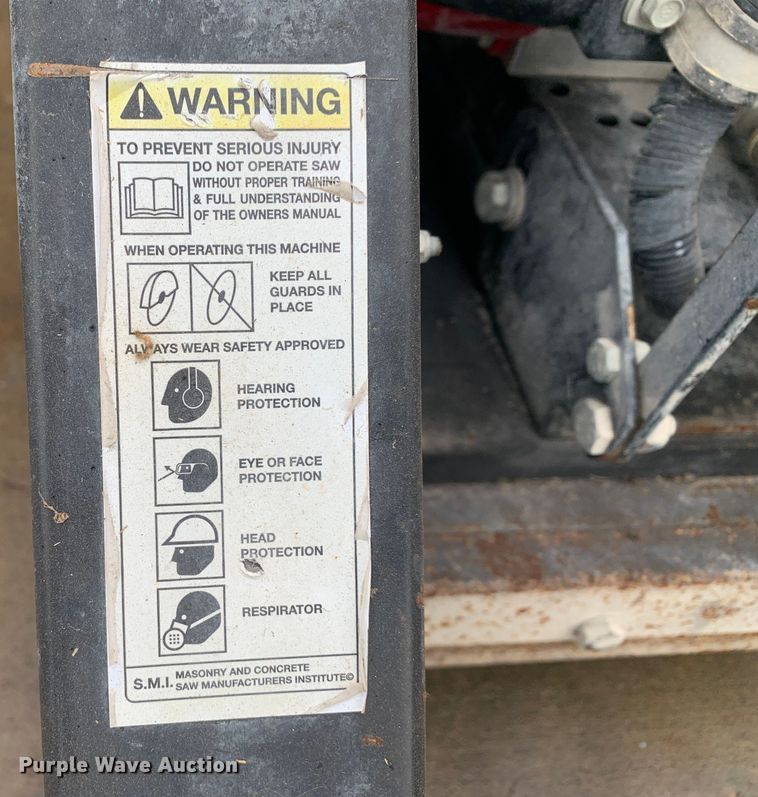 WARNING
TO PREVENT SERIOUS INJURY
DO NOT OPERATE SAW
WITHOUT PROPER TRAINING
& FULL UNDERSTANDING
OF THE OWNERS MANUAL
WHEN OPERATING THIS MACHINE
KEEP ALL
GUARDS IN
PLACE
ALWAYS WEAR SAFETY APPROVED
HEARING
PROTECTION
EYE OR FACE
PROTECTION
HEAD
PROTECTION
RESPIRATOR
S.M.I. MASONRY AND CONCRETE
SAW MANUFACTURERS INSTITUTE©
Purple Wave Auction